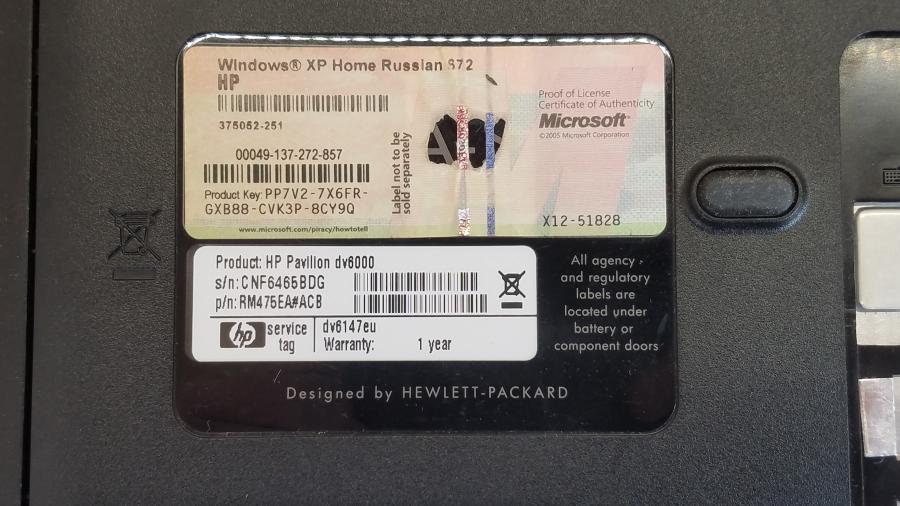 Windows® XP Home Russian S72
HP
375052-251
00049-137-272-857
Product Key: PP7V2-7X6FR-
GXB88-CVK3P-8CY9Q
www.microsoft.com/piracy/howtotell
Label not to be
sold separately
Proof of License
Certificate of Authenticity
Microsoft®
©2005 Microsoft Corporation
X12-51828
Product: HP Pavilion dv6000
s/n: CNF6465BDG
p/n: RM475EA#ACB
hp service
tag
dv6147eu
Warranty: 1 year
All agency
and regulatory
labels are
located under
battery or
component doors
Designed by HEWLETT-PACKARD